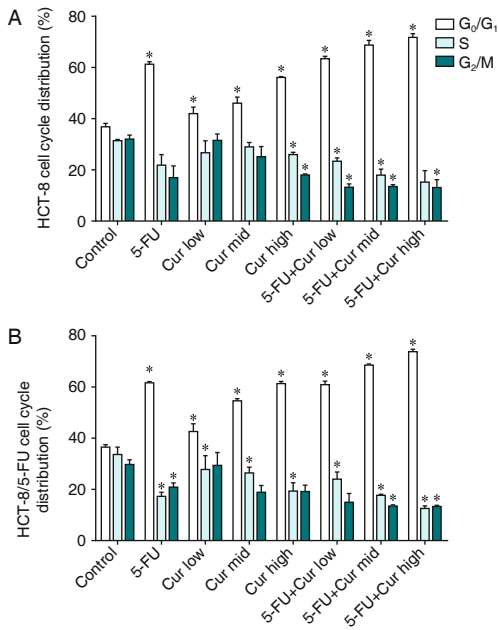 A
HCT-8 cell cycle distribution (%)
80
60
40
20
0
G₀/G₁
S
G₂/M
* * * * * * * * * * * * *
Control
5-FU
Cur low
Cur mid
Cur high
5-FU+Cur low
5-FU+Cur mid
5-FU+Cur high
B
HCT-8/5-FU cell cycle
distribution (%)
80
60
40
20
0
* * * * * * * * * * * * * * * * *
Control
5-FU
Cur low
Cur mid
Cur high
5-FU+Cur low
5-FU+Cur mid
5-FU+Cur high